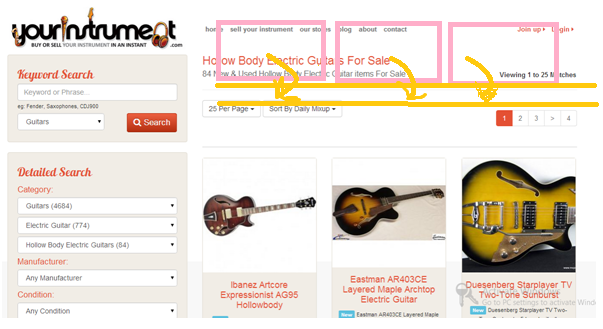 yourinstrument
BUY OR SELL YOUR INSTRUMENT IN AN INSTANT .com
home sell your instrument our stores blog about contact Join up Login
Keyword Search
Keyword or Phrase...
eg: Fender, Saxophones, CDJ900
Guitars
Search
Hollow Body Electric Guitars For Sale
84 New & Used Hollow Body Electric Guitar items For Sale
Viewing 1 to 25 Matches
25 Per Page Sort By Daily Mixup
1 2 3 > 4
Detailed Search
Category:
Guitars (4684)
Electric Guitar (774)
Hollow Body Electric Guitars (84)
Manufacturer:
Any Manufacturer
Condition:
Any Condition
Ibanez Artcore
Expressionist AG95
Hollowbody
Eastman AR403CE
Layered Maple Archtop
Electric Guitar
New Eastman AR403CE Layered Maple
Duesenberg Starplayer TV
Two-Tone Sunburst
New Duesenberg Starplayer TV Two-
Go to PC settings to activate Windo